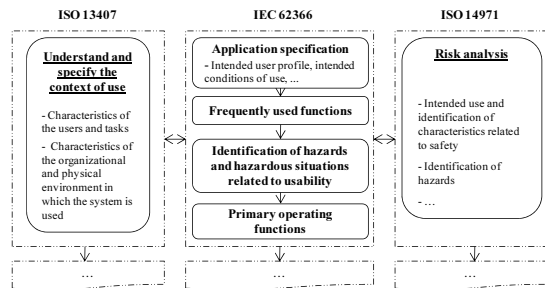 ISO 13407
Understand and
specify the
context of use
- Characteristics of
the users and tasks
- Characteristics of
the organizational
and physical
environment in
which the system is
used
...
IEC 62366
Application specification
- Intended user profile, intended
conditions of use, ...
Frequently used functions
Identification of hazards
and hazardous situations
related to usability
Primary operating
functions
...
ISO 14971
Risk analysis
- Intended use and
identification of
characteristics related
to safety
- Identification of
hazards
- ...
...